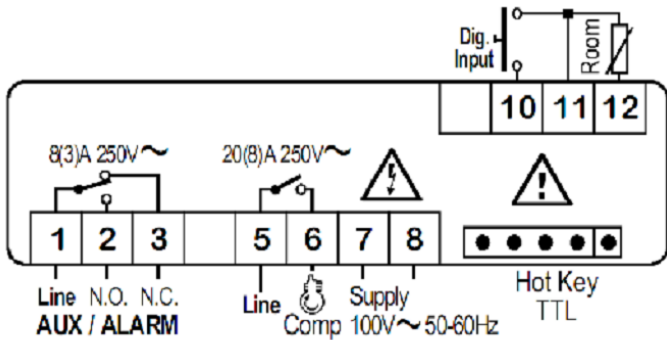 Dig.
Input
Room
10 11 12
8(3)A 250V~
20(8)A 250V~
!
1 2 3 5 6 7 8
Line N.O. N.C.
AUX / ALARM
Line
Comp
Supply
100V~ 50-60Hz
Hot Key
TTL